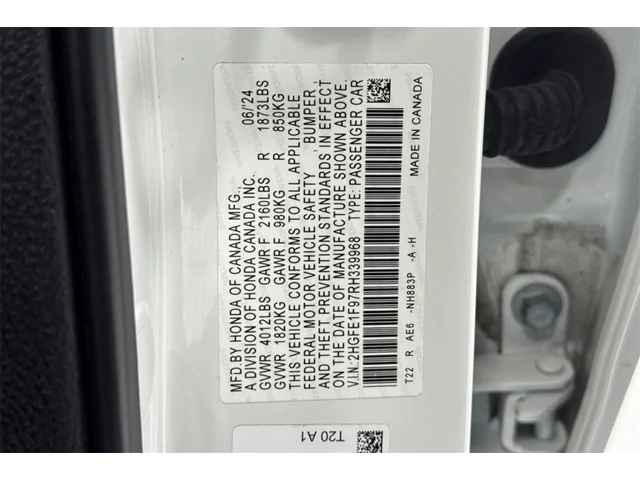 MFD.BY HONDA OF CANADA MFG., 06/'24
A DIVISION OF HONDA CANADA INC.
GVWR 4012LBS GAWR F 2160LBS R 1873LBS
GVWR 1820KG GAWR F 980KG R 850KG
THIS VEHICLE CONFORMS TO ALL APPLICABLE
FEDERAL MOTOR VEHICLE SAFETY , BUMPER ,
AND THEFT PREVENTION STANDARDS IN EFFECT
ON THE DATE OF MANUFACTURE SHOWN ABOVE.
V.I.N.:2HGFE1F97RH339968 TYPE: PASSENGER CAR
T22 R AE6 -NH883P -A -H MADE IN CANADA
T20 A1